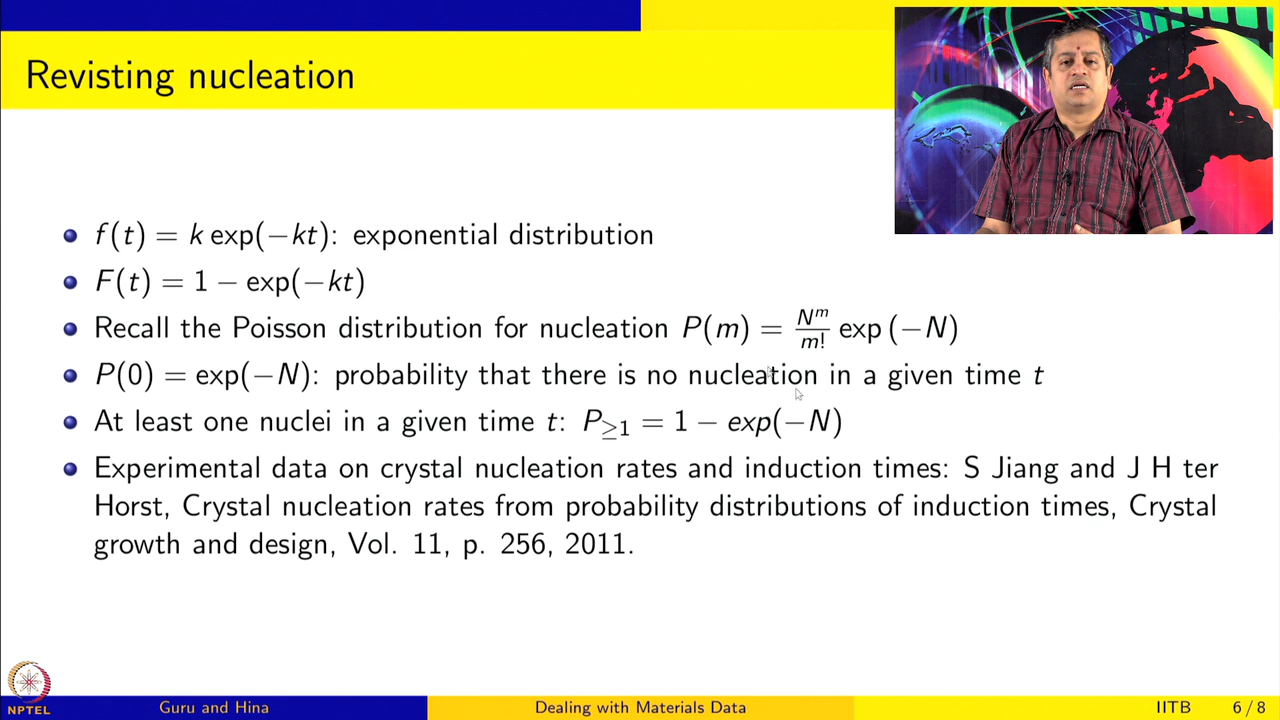 Revisting nucleation
f(t) = k exp(−kt): exponential distribution
F(t) = 1 − exp(−kt)
Recall the Poisson distribution for nucleation P(m) = N^m/m! exp (−N)
P(0) = exp(−N): probability that there is no nucleation in a given time t
At least one nuclei in a given time t: P≥1 = 1 − exp(−N)
Experimental data on crystal nucleation rates and induction times: S Jiang and J H ter
Horst, Crystal nucleation rates from probability distributions of induction times, Crystal
growth and design, Vol. 11, p. 256, 2011.
NPTEL
Guru and Hina
Dealing with Materials Data
IITB
6 / 8